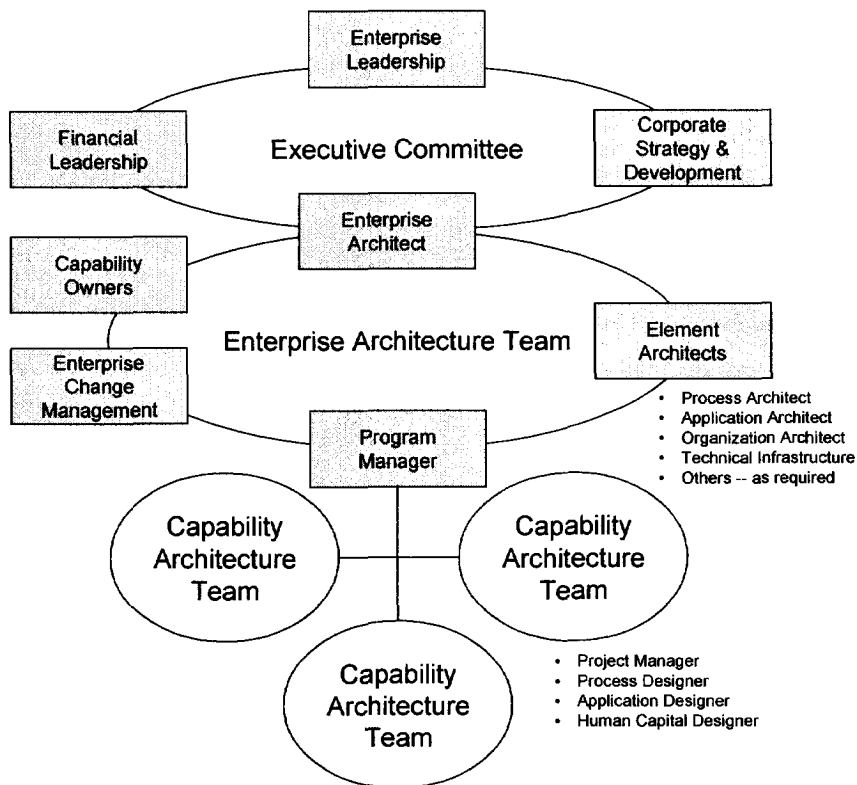 Enterprise
Leadership
Financial
Leadership
Executive Committee
Corporate
Strategy &
Development
Enterprise
Architect
Capability
Owners
Enterprise Architecture Team
Element
Architects
Enterprise
Change
Management
• Process Architect
• Application Architect
• Organization Architect
• Technical Infrastructure
• Others -- as required
Program
Manager
Capability
Architecture
Team
Capability
Architecture
Team
Capability
Architecture
Team
• Project Manager
• Process Designer
• Application Designer
• Human Capital Designer